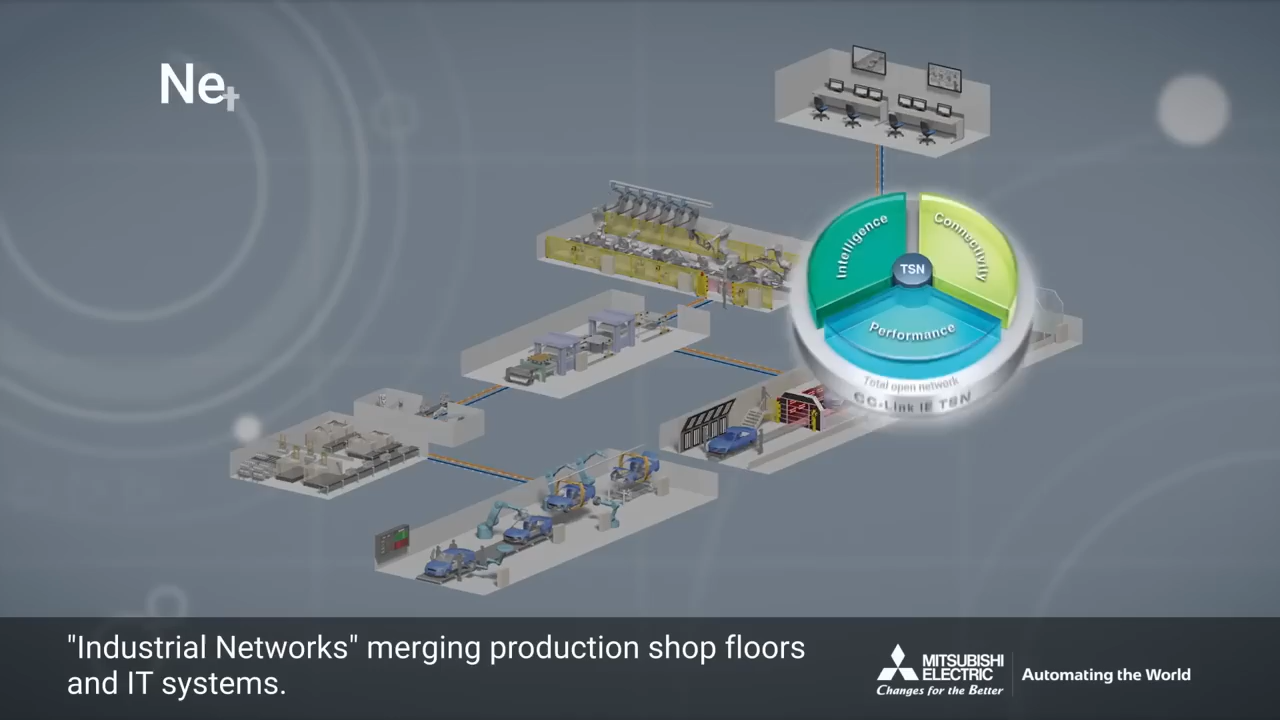 Net
Intelligence
Connectivity
TSN
Performance
Total open network
CC-Link IE TSN
"Industrial Networks" merging production shop floors
and IT systems.
MITSUBISHI
ELECTRIC
Changes for the Better
Automating the World